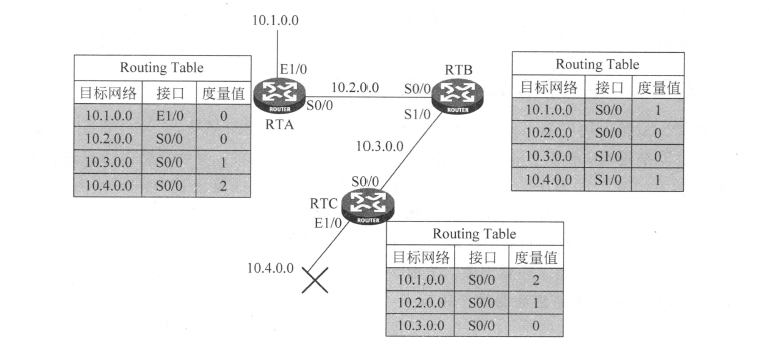 10.1.0.0
Routing Table
目标网络 接口 度量值
10.1.0.0 E1/0 0
10.2.0.0 S0/0 0
10.3.0.0 S0/0 1
10.4.0.0 S0/0 2
E1/0
ROUTER
S0/0
RTA
10.2.0.0
RTB
S0/0
ROUTER
S1/0
Routing Table
目标网络 接口 度量值
10.1.0.0 S0/0 1
10.2.0.0 S0/0 0
10.3.0.0 S1/0 0
10.4.0.0 S1/0 1
10.3.0.0
S0/0
RTC
ROUTER
E1/0
10.4.0.0
Routing Table
目标网络 接口 度量值
10.1.0.0 S0/0 2
10.2.0.0 S0/0 1
10.3.0.0 S0/0 0